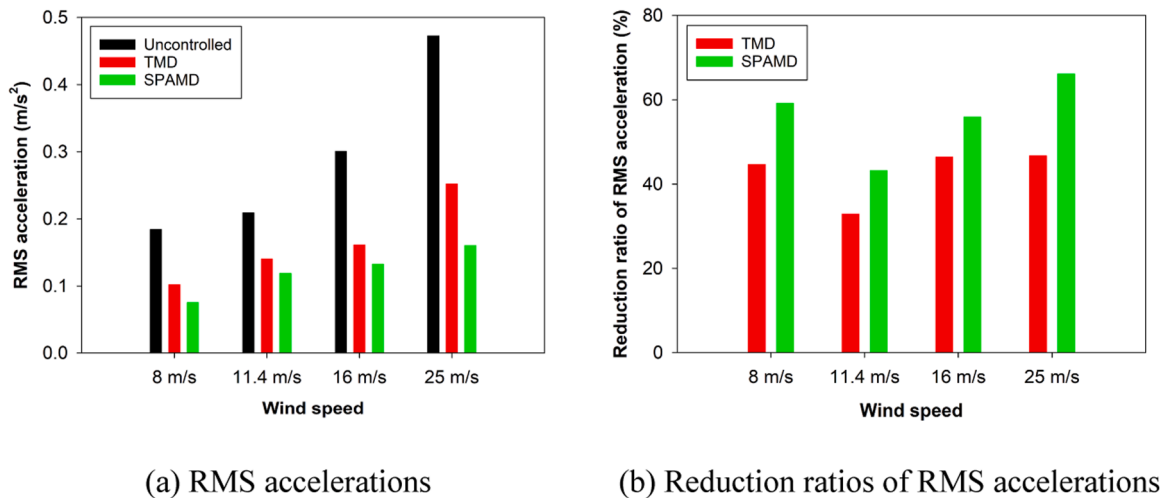 RMS acceleration (m/s²)
0.5
0.4
0.3
0.2
0.1
0.0
Uncontrolled
TMD
SPAMD
8 m/s 11.4 m/s 16 m/s 25 m/s
Wind speed
(a) RMS accelerations
Reduction ratio of RMS acceleration (%)
80
60
40
20
0
TMD
SPAMD
8 m/s 11.4 m/s 16 m/s 25 m/s
Wind speed
(b) Reduction ratios of RMS accelerations